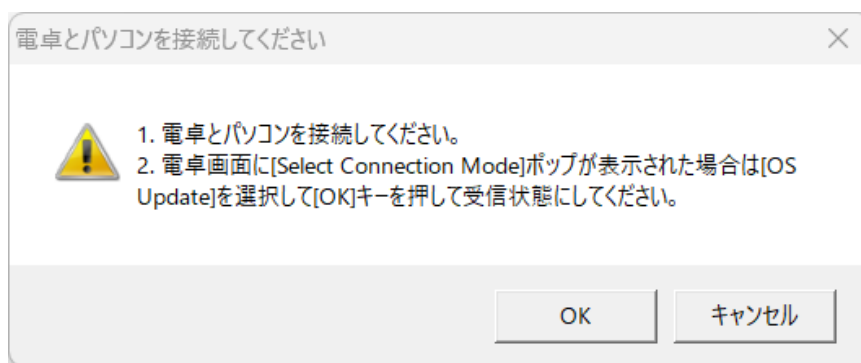 電卓とパソコンを接続してください
1. 電卓とパソコンを接続してください。
2. 電卓画面に[Select Connection Mode]ポップが表示された場合は[OS
Update]を選択して[OK]キーを押して受信状態にしてください。
OK
キャンセル